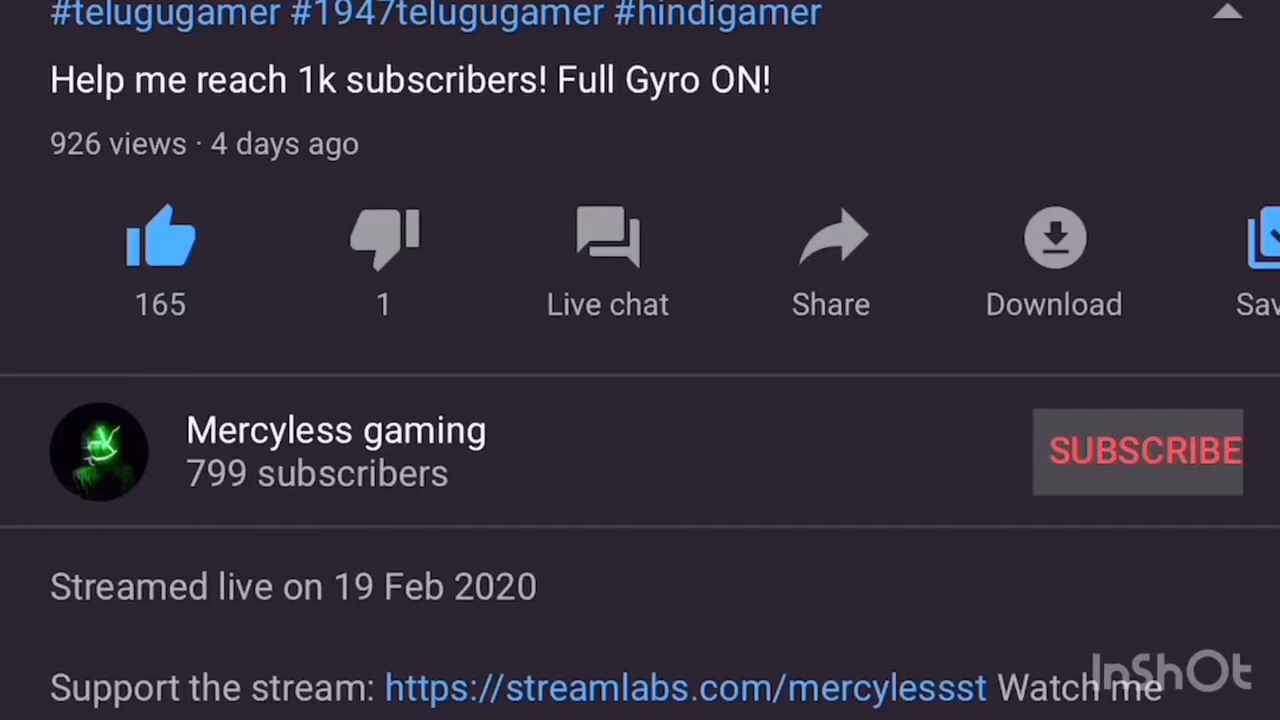 #telugugamer #1947telugugamer #hindigamer
Help me reach 1k subscribers! Full Gyro ON!
926 views · 4 days ago
165 1 Live chat Share Download Sav
Mercyless gaming
799 subscribers
SUBSCRIBE
Streamed live on 19 Feb 2020
Support the stream: https://streamlabs.com/mercylessst Watch me
InShOt